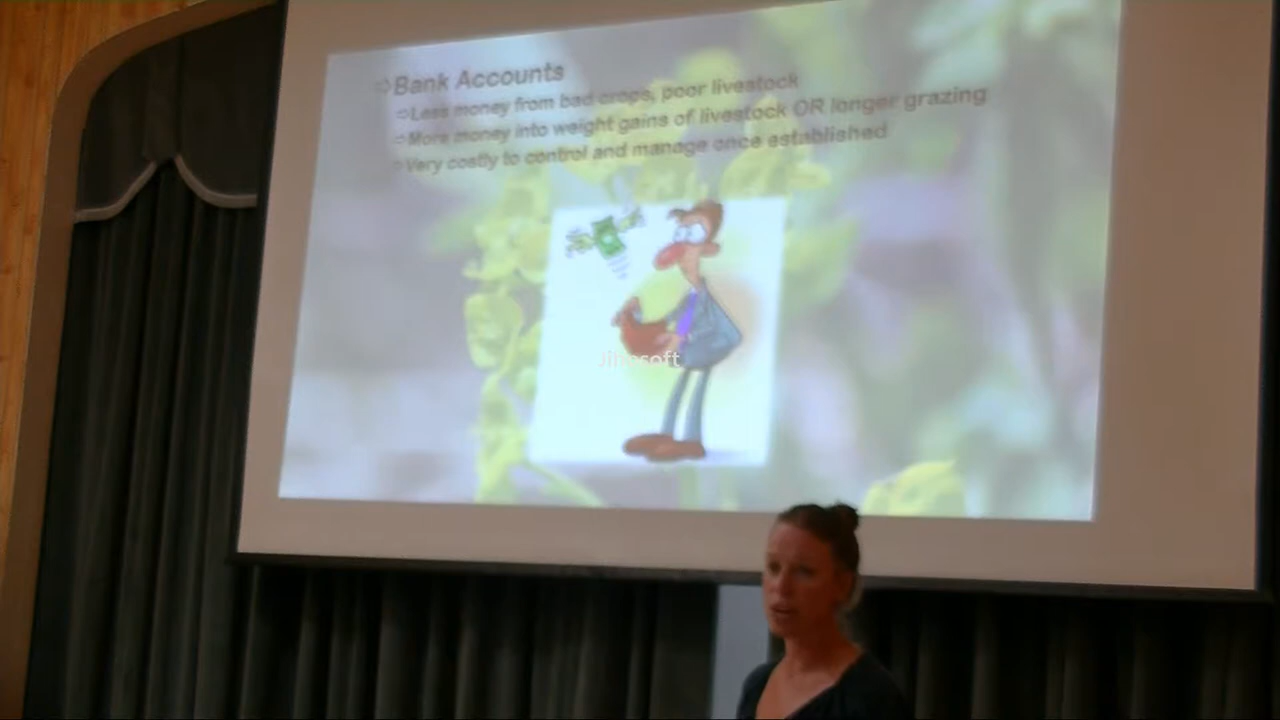 Bank Accounts
Less money from bad crops, poor livestock
More money into weight gains of livestock OR longer grazing
Very costly to control and manage once established
Jihosoft